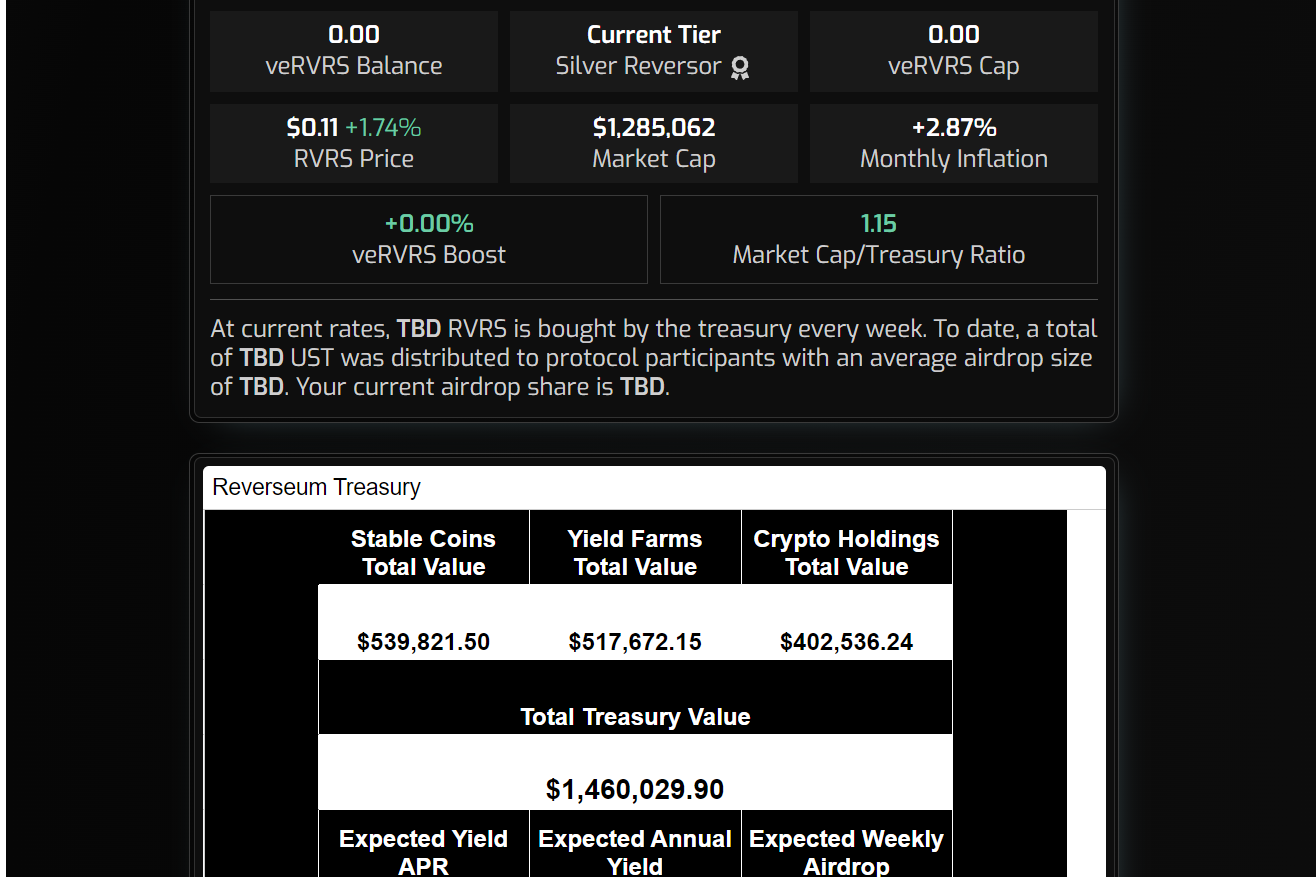 0.00
veRVRS Balance
Current Tier
Silver Reversor
0.00
veRVRS Cap
$0.11 +1.74%
RVRS Price
$1,285,062
Market Cap
+2.87%
Monthly Inflation
+0.00%
veRVRS Boost
1.15
Market Cap/Treasury Ratio
At current rates, TBD RVRS is bought by the treasury every week. To date, a total
of TBD UST was distributed to protocol participants with an average airdrop size
of TBD. Your current airdrop share is TBD.
Reverseum Treasury
Stable Coins
Total Value
Yield Farms
Total Value
Crypto Holdings
Total Value
$539,821.50
$517,672.15
$402,536.24
Total Treasury Value
$1,460,029.90
Expected Yield
APR
Expected Annual
Yield
Expected Weekly
Airdrop